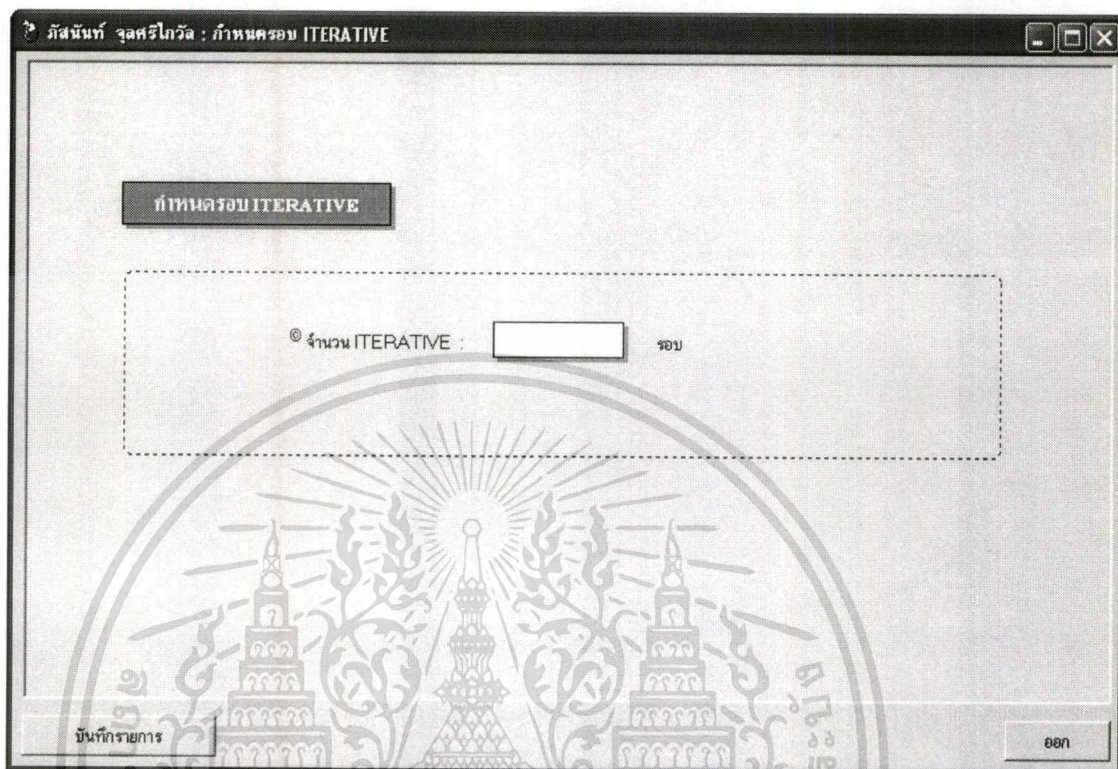 ภัสนันท์ จุลศรีไกวัล : กำหนดรอบ ITERATIVE
กำหนดรอบ ITERATIVE
© จำนวน ITERATIVE : รอบ
บันทึกรายการ
ออก